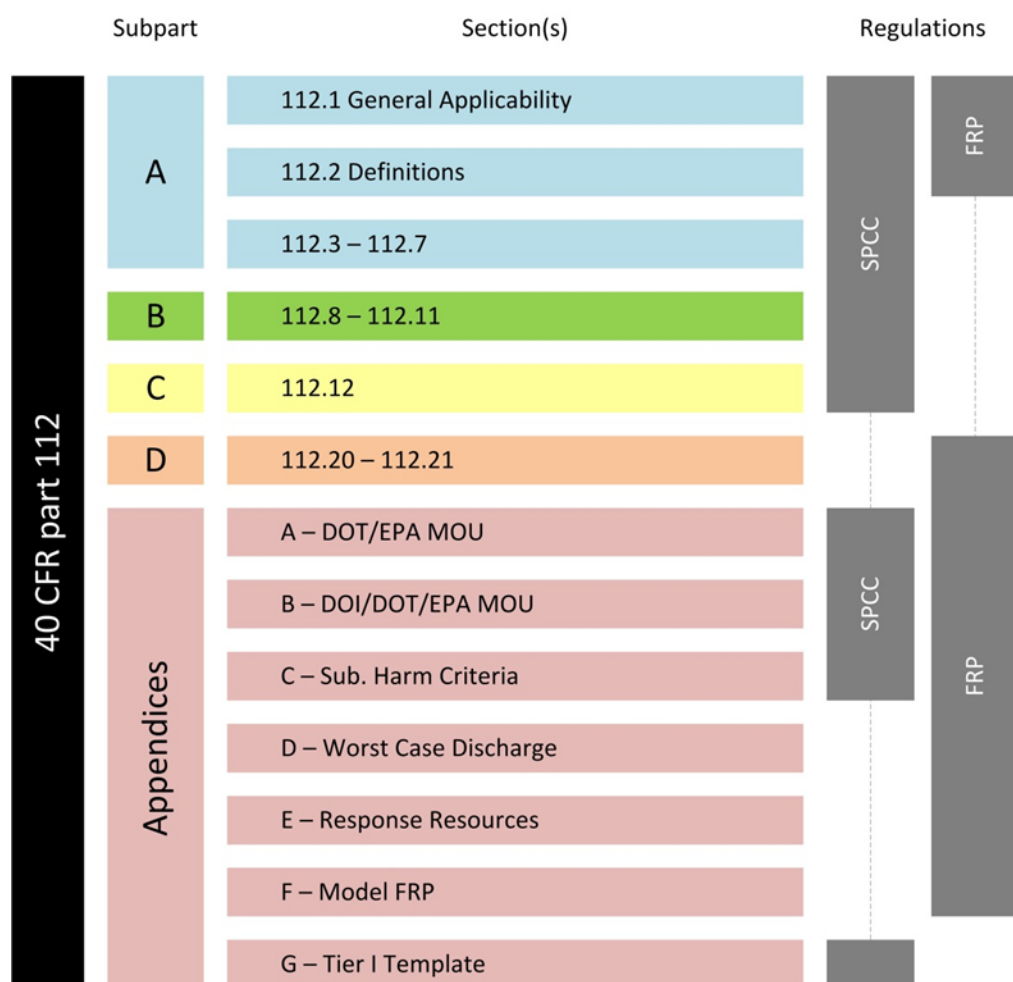 Subpart
Section(s)
Regulations
40 CFR part 112
A
112.1 General Applicability
112.2 Definitions
112.3 – 112.7
B
112.8 – 112.11
C
112.12
D
112.20 – 112.21
Appendices
A – DOT/EPA MOU
B – DOI/DOT/EPA MOU
C – Sub. Harm Criteria
D – Worst Case Discharge
E – Response Resources
F – Model FRP
G – Tier I Template
SPCC
FRP
SPCC
FRP